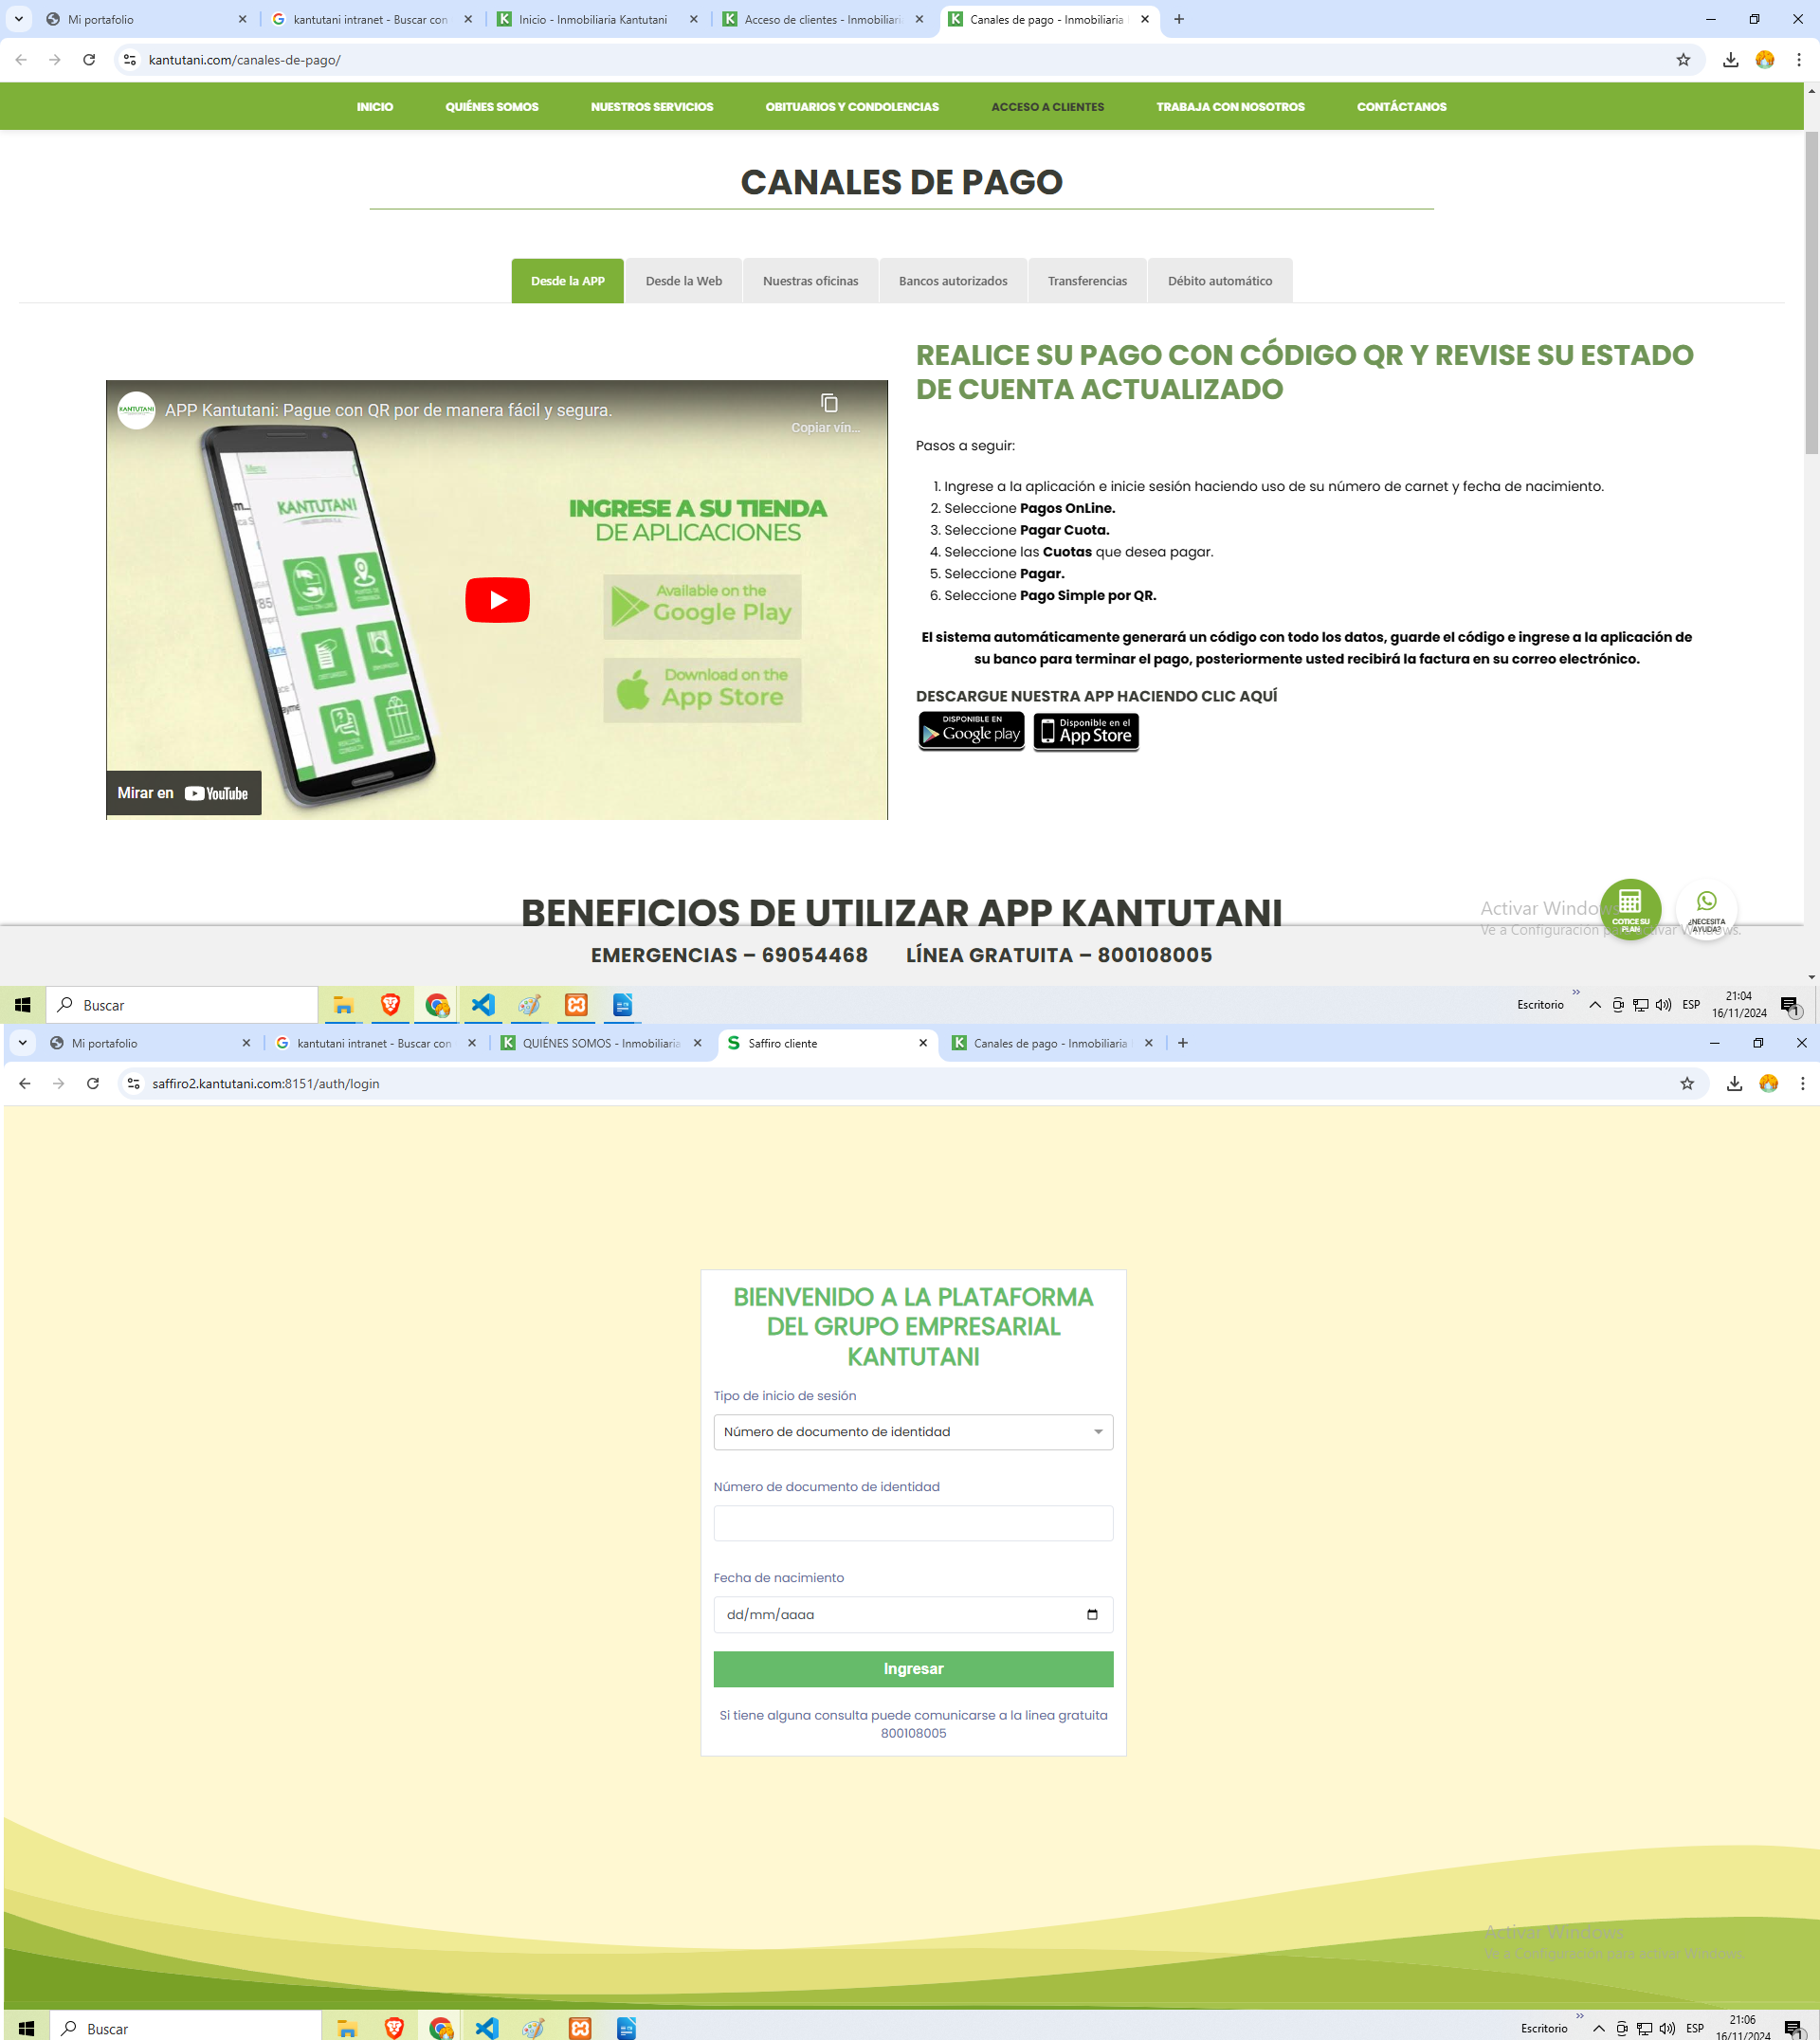 Mi portafolio
kantutani intranet - Buscar con
Inicio - Inmobiliaria Kantutani
Acceso de clientes - Inmobiliari
Canales de pago - Inmobiliaria
kantutani.com/canales-de-pago/
INICIO
QUIÉNES SOMOS
NUESTROS SERVICIOS
OBITUARIOS Y CONDOLENCIAS
ACCESO A CLIENTES
TRABAJA CON NOSOTROS
CONTÁCTANOS
CANALES DE PAGO
Desde la APP
Desde la Web
Nuestras oficinas
Bancos autorizados
Transferencias
Débito automático
KANTUTANI
APP Kantutani: Pague con QR por de manera fácil y segura.
Copiar vín...
Menu
KANTUTANI
INGRESE A SU TIENDA
DE APLICACIONES
Available on the
Google Play
Download on the
App Store
Mirar en YouTube
REALICE SU PAGO CON CÓDIGO QR Y REVISE SU ESTADO
DE CUENTA ACTUALIZADO
Pasos a seguir:
1. Ingrese a la aplicación e inicie sesión haciendo uso de su número de carnet y fecha de nacimiento.
2. Seleccione Pagos OnLine.
3. Seleccione Pagar Cuota.
4. Seleccione las Cuotas que desea pagar.
5. Seleccione Pagar.
6. Seleccione Pago Simple por QR.
El sistema automáticamente generará un código con todo los datos, guarde el código e ingrese a la aplicación de
su banco para terminar el pago, posteriormente usted recibirá la factura en su correo electrónico.
DESCARGUE NUESTRA APP HACIENDO CLIC AQUÍ
DISPONIBLE EN
Google play
Disponible en el
App Store
BENEFICIOS DE UTILIZAR APP KANTUTANI
Activar Windows
Ve a Configuración para activar Windows.
COTICE SU
PLAN
¿NECESITA
AYUDA?
EMERGENCIAS – 69054468
LÍNEA GRATUITA – 800108005
Buscar
Escritorio
ESP
21:04
16/11/2024
1
Mi portafolio
kantutani intranet - Buscar con
QUIÉNES SOMOS - Inmobiliaria
Saffiro cliente
Canales de pago - Inmobiliaria
saffiro2.kantutani.com:8151/auth/login
BIENVENIDO A LA PLATAFORMA
DEL GRUPO EMPRESARIAL
KANTUTANI
Tipo de inicio de sesión
Número de documento de identidad
Número de documento de identidad
Fecha de nacimiento
dd/mm/aaaa
Ingresar
Si tiene alguna consulta puede comunicarse a la linea gratuita
800108005
Activar Windows
Ve a Configuración para activar Windows.
Buscar
Escritorio
ESP
21:06
16/11/2024